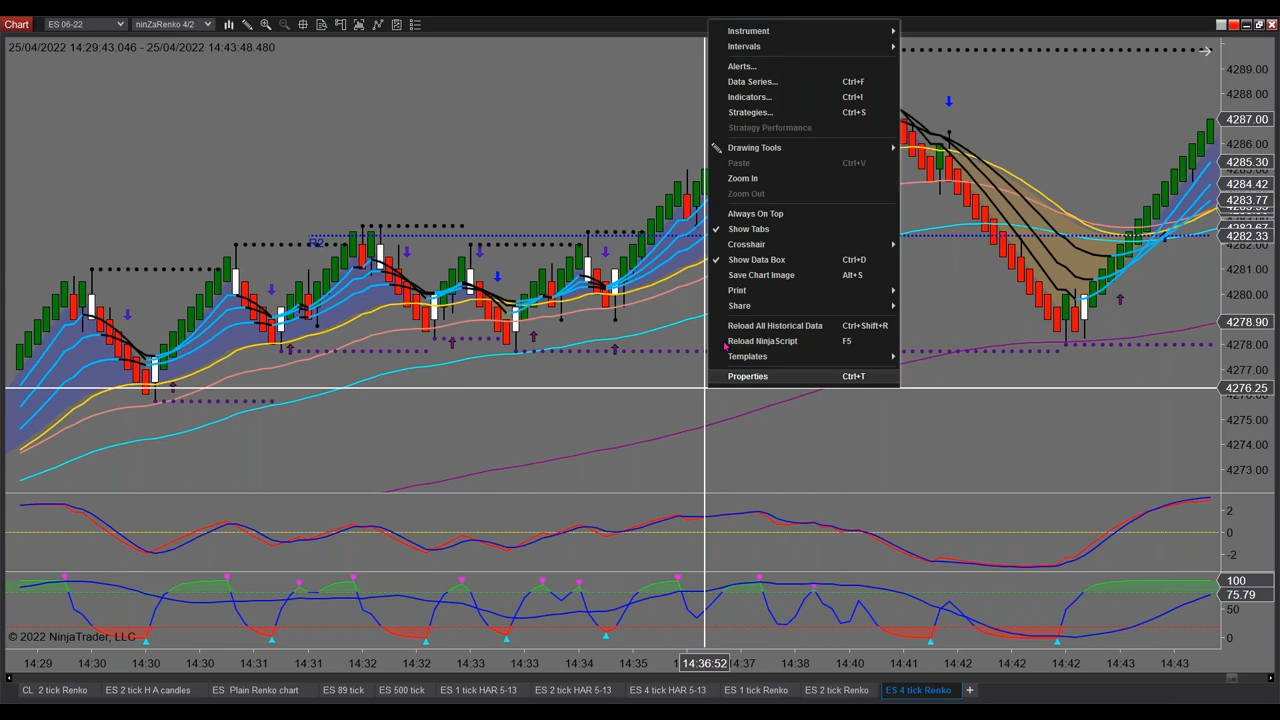 Chart ES 06-22 ninZaRenko 4/2
25/04/2022 14:29:43.046 - 25/04/2022 14:43:48.480
Instrument
Intervals
Alerts...
Data Series... Ctrl+F
Indicators... Ctrl+I
Strategies... Ctrl+S
Strategy Performance
Drawing Tools
Paste Ctrl+V
Zoom In
Zoom Out
Always On Top
Show Tabs
Crosshair
Show Data Box Ctrl+D
Save Chart Image Alt+S
Print
Share
Reload All Historical Data Ctrl+Shift+R
Reload NinjaScript F5
Templates
Properties Ctrl+T
R2
4289.00
4288.00
4287.00
4286.00
4285.30
4284.42
4283.77
4282.33
4281.00
4280.00
4278.90
4278.00
4276.25
4275.00
4274.00
4273.00
2
0
-2
100
75.79
50
0
© 2022 NinjaTrader, LLC
14:29 14:30 14:30 14:31 14:31 14:32 14:32 14:33 14:33 14:34 14:35 14:36:52 14:37 14:38 14:40 14:41 14:42 14:42 14:42 14:43 14:43
CL 2 tick Renko ES 2 tick H A candles ES Plain Renko chart ES 89 tick ES 500 tick ES 1 tick HAR 5-13 ES 2 tick HAR 5-13 ES 4 tick HAR 5-13 ES 1 tick Renko ES 2 tick Renko ES 4 tick Renko +